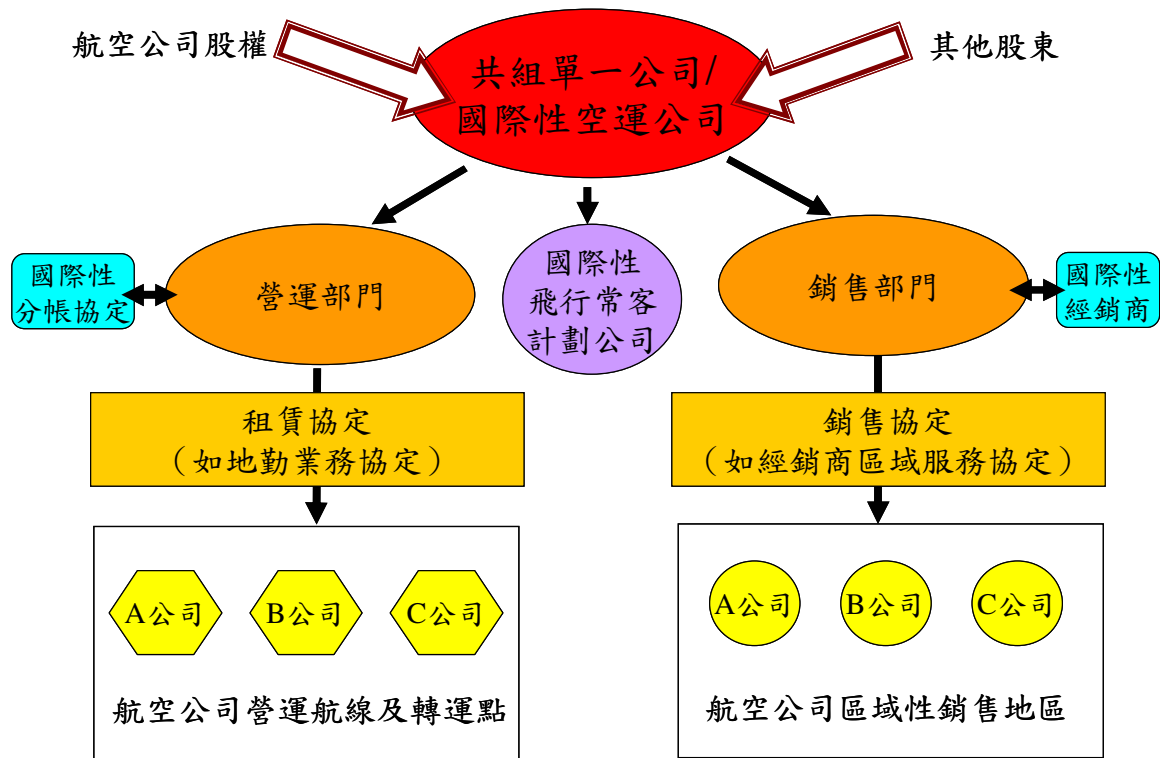 航空公司股權
其他股東
共組單一公司/
國際性空運公司
國際性
分帳協定
營運部門
國際性
飛行常客
計劃公司
銷售部門
國際性
經銷商
租賃協定
（如地勤業務協定）
銷售協定
（如經銷商區域服務協定）
A公司
B公司
C公司
航空公司營運航線及轉運點
A公司
B公司
C公司
航空公司區域性銷售地區